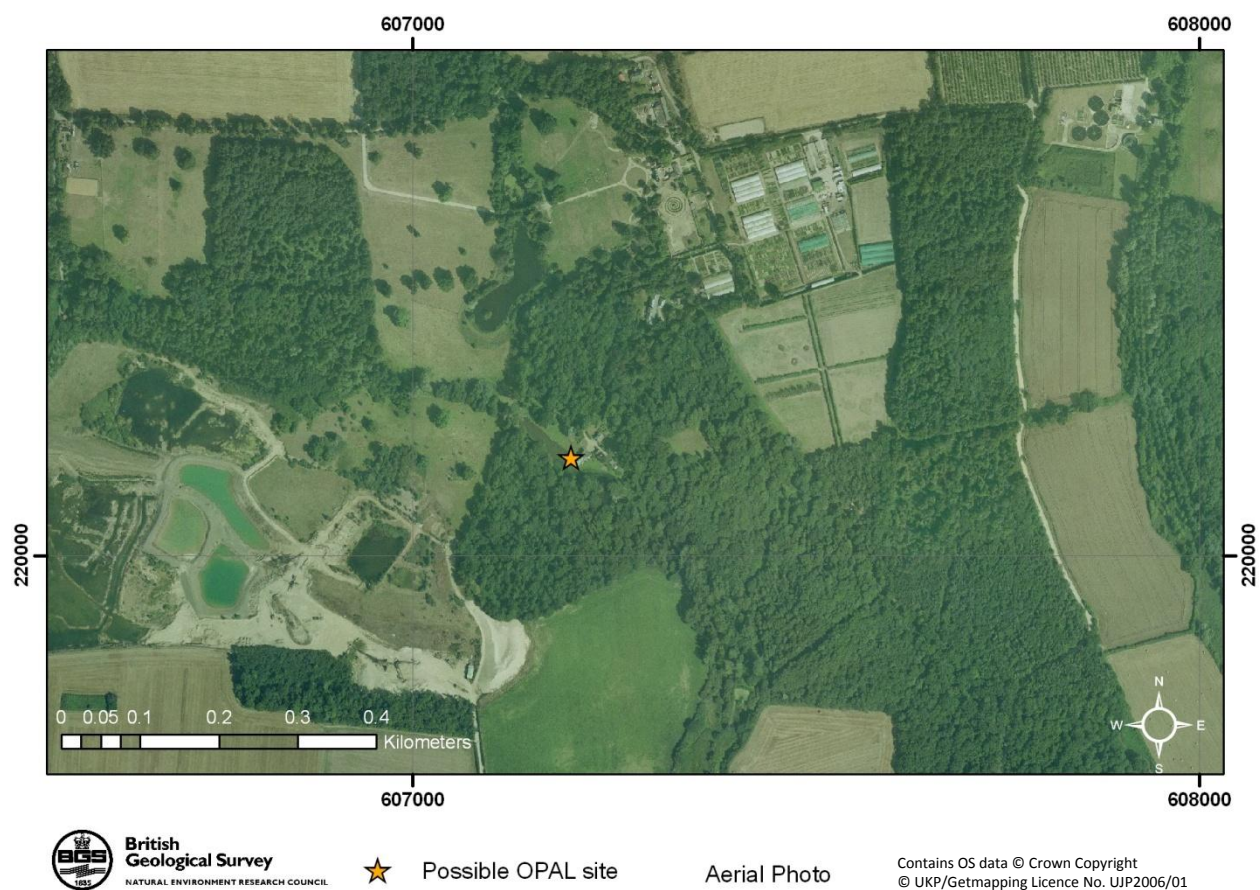 607000 608000
220000 220000
N
W E
S
0 0.05 0.1 0.2 0.3 0.4
Kilometers
607000 608000
BGS
1835
British
Geological Survey
NATURAL ENVIRONMENT RESEARCH COUNCIL
Possible OPAL site
Aerial Photo
Contains OS data © Crown Copyright
© UKP/Getmapping Licence No. UJP2006/01